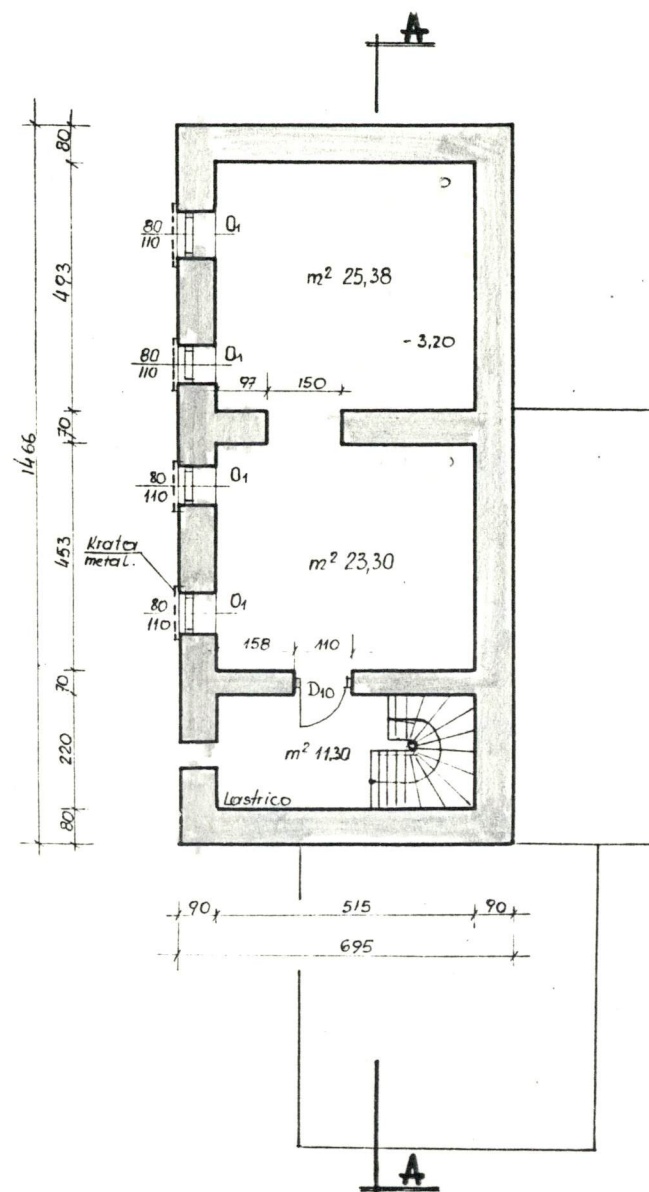 A
80
493
70
453
70
220
80
1466
80
110
O1
80
110
O1
80
110
O1
80
110
O1
m² 25,38
- 3,20
97
150
Krata
metal.
m² 23,30
158
110
D10
m² 11,30
Lastrico
90
515
90
695
A